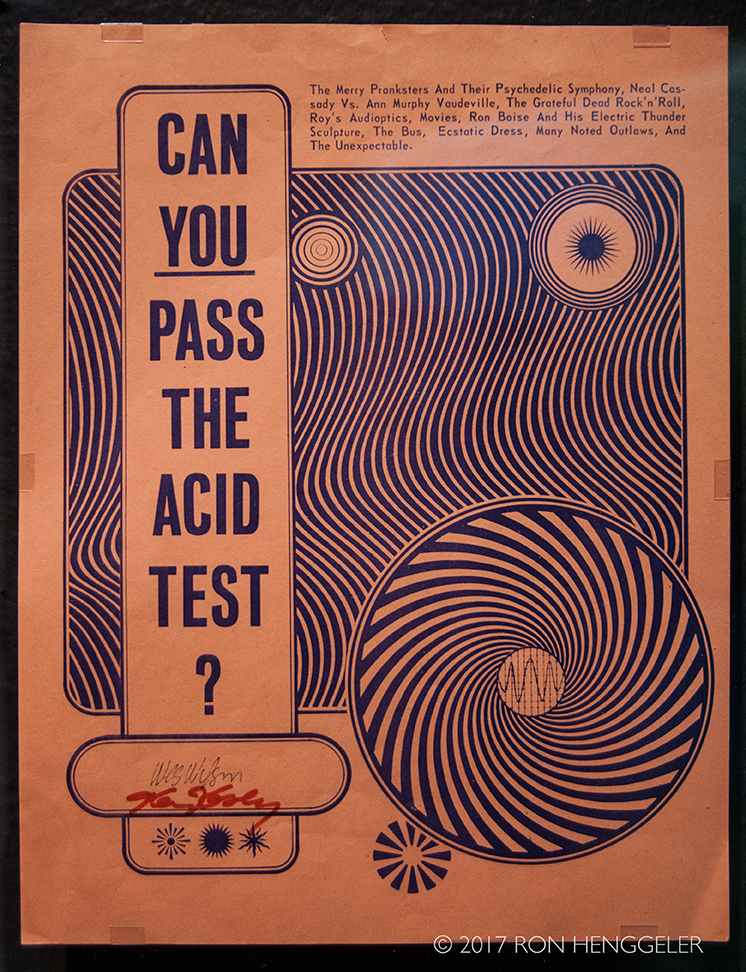 The Merry Pranksters And Their Psychedelic Symphony, Neal Cas-
sady Vs. Ann Murphy Vaudeville, The Grateful Dead Rock'n'Roll,
Roy's Audioptics, Movies, Ron Boise And His Electric Thunder
Sculpture, The Bus, Ecstatic Dress, Many Noted Outlaws, And
The Unexpectable.
CAN
YOU
PASS
THE
ACID
TEST
?
Wes Wilson
Ken Kesey
© 2017 RON HENGGELER